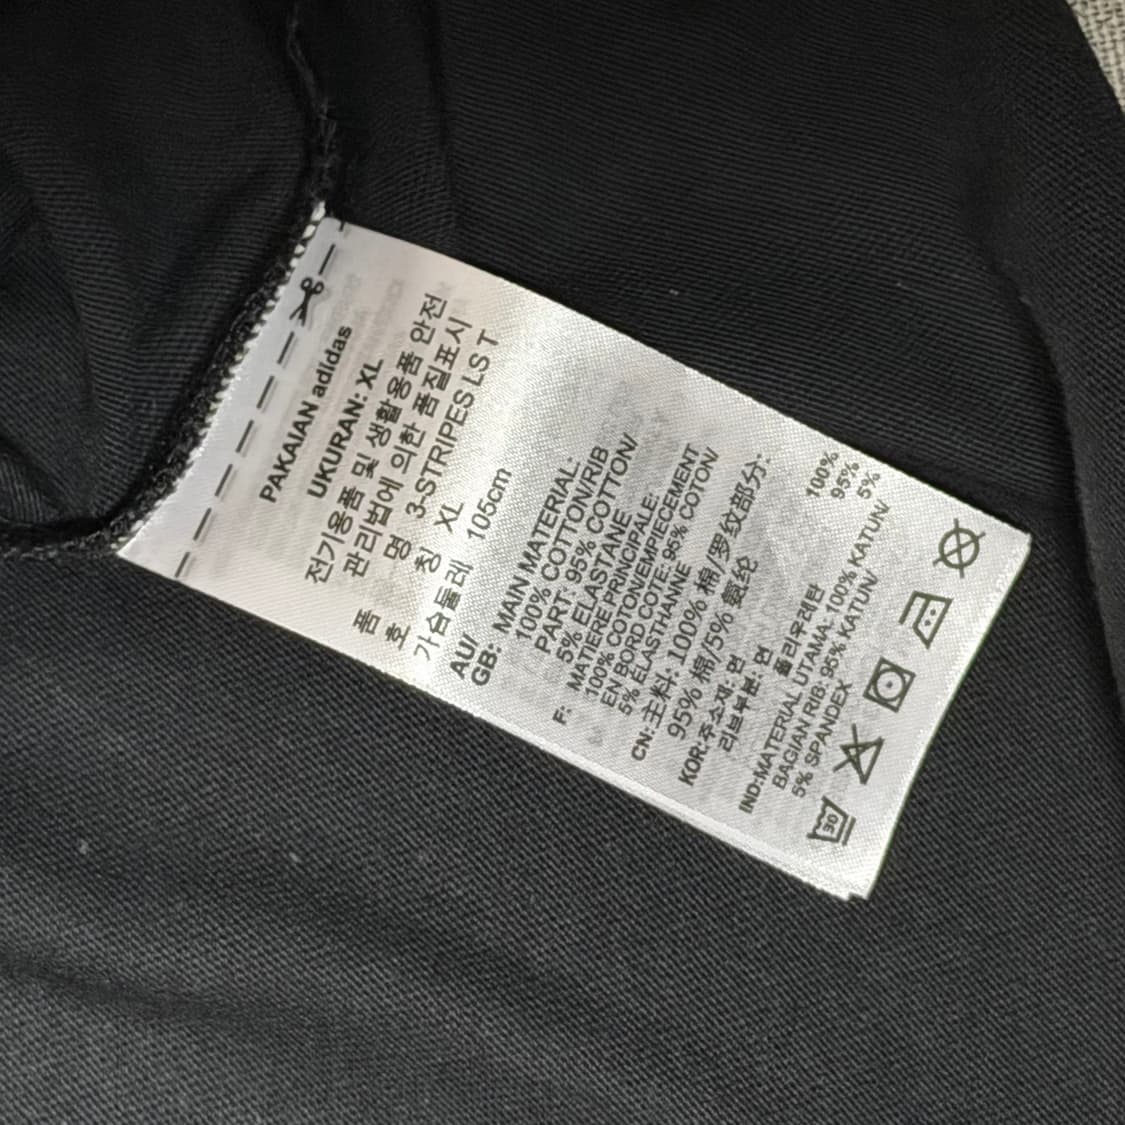 PAKAIAN adidas
UKURAN: XL
전기용품 및 생활용품 안전
관리법에 의한 품질표시
품 명 3-STRIPES LS T
호 칭 XL
가슴둘레 105cm
AU/
GB: MAIN MATERIAL:
100% COTTON/RIB
PART: 95% COTTON/
5% ELASTANE
F: MATIERE PRINCIPALE:
100% COTON/EMPIECEMENT
EN BORD COTE: 95% COTON/
5% ELASTHANNE
CN: 主料: 100% 棉/罗纹部分:
95% 棉/5% 氨纶
KOR: 주소재: 면 100%
리브부분: 면 95%
폴리우레탄 5%
IND: MATERIAL UTAMA: 100% KATUN/
BAGIAN RIB: 95% KATUN/
5% SPANDEX
30